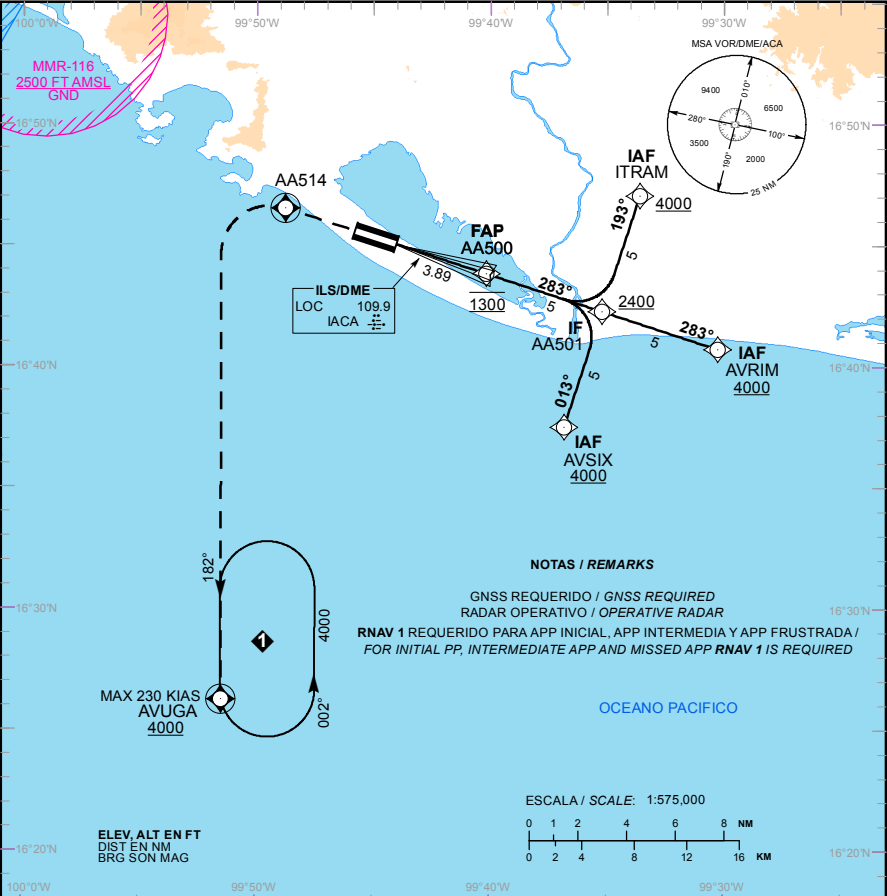 100°0'W
99°50'W
99°40'W
99°30'W
MMR-116
2500 FT AMSL
GND
MSA VOR/DME/ACA
9400
010°
6500
280°
100°
3500
190°
2000
25 NM
16°50'N
16°50'N
IAF
ITRAM
4000
193°
5
AA514
FAP
AA500
3.89
1300
283°
5
2400
IF
AA501
283°
5
IAF
AVRIM
4000
ILS/DME
LOC 109.9
IACA
16°40'N
16°40'N
013°
5
IAF
AVSIX
4000
182°
4000
002°
1
MAX 230 KIAS
AVUGA
4000
16°30'N
16°30'N
NOTAS / REMARKS
GNSS REQUERIDO / GNSS REQUIRED
RADAR OPERATIVO / OPERATIVE RADAR
RNAV 1 REQUERIDO PARA APP INICIAL, APP INTERMEDIA Y APP FRUSTRADA /
FOR INITIAL PP, INTERMEDIATE APP AND MISSED APP RNAV 1 IS REQUIRED
OCEANO PACIFICO
ESCALA / SCALE: 1:575,000
0 1 2 4 6 8 NM
0 2 4 8 12 16 KM
ELEV, ALT EN FT
DIST EN NM
BRG SON MAG
16°20'N
16°20'N
100°0'W
99°50'W
99°40'W
99°30'W